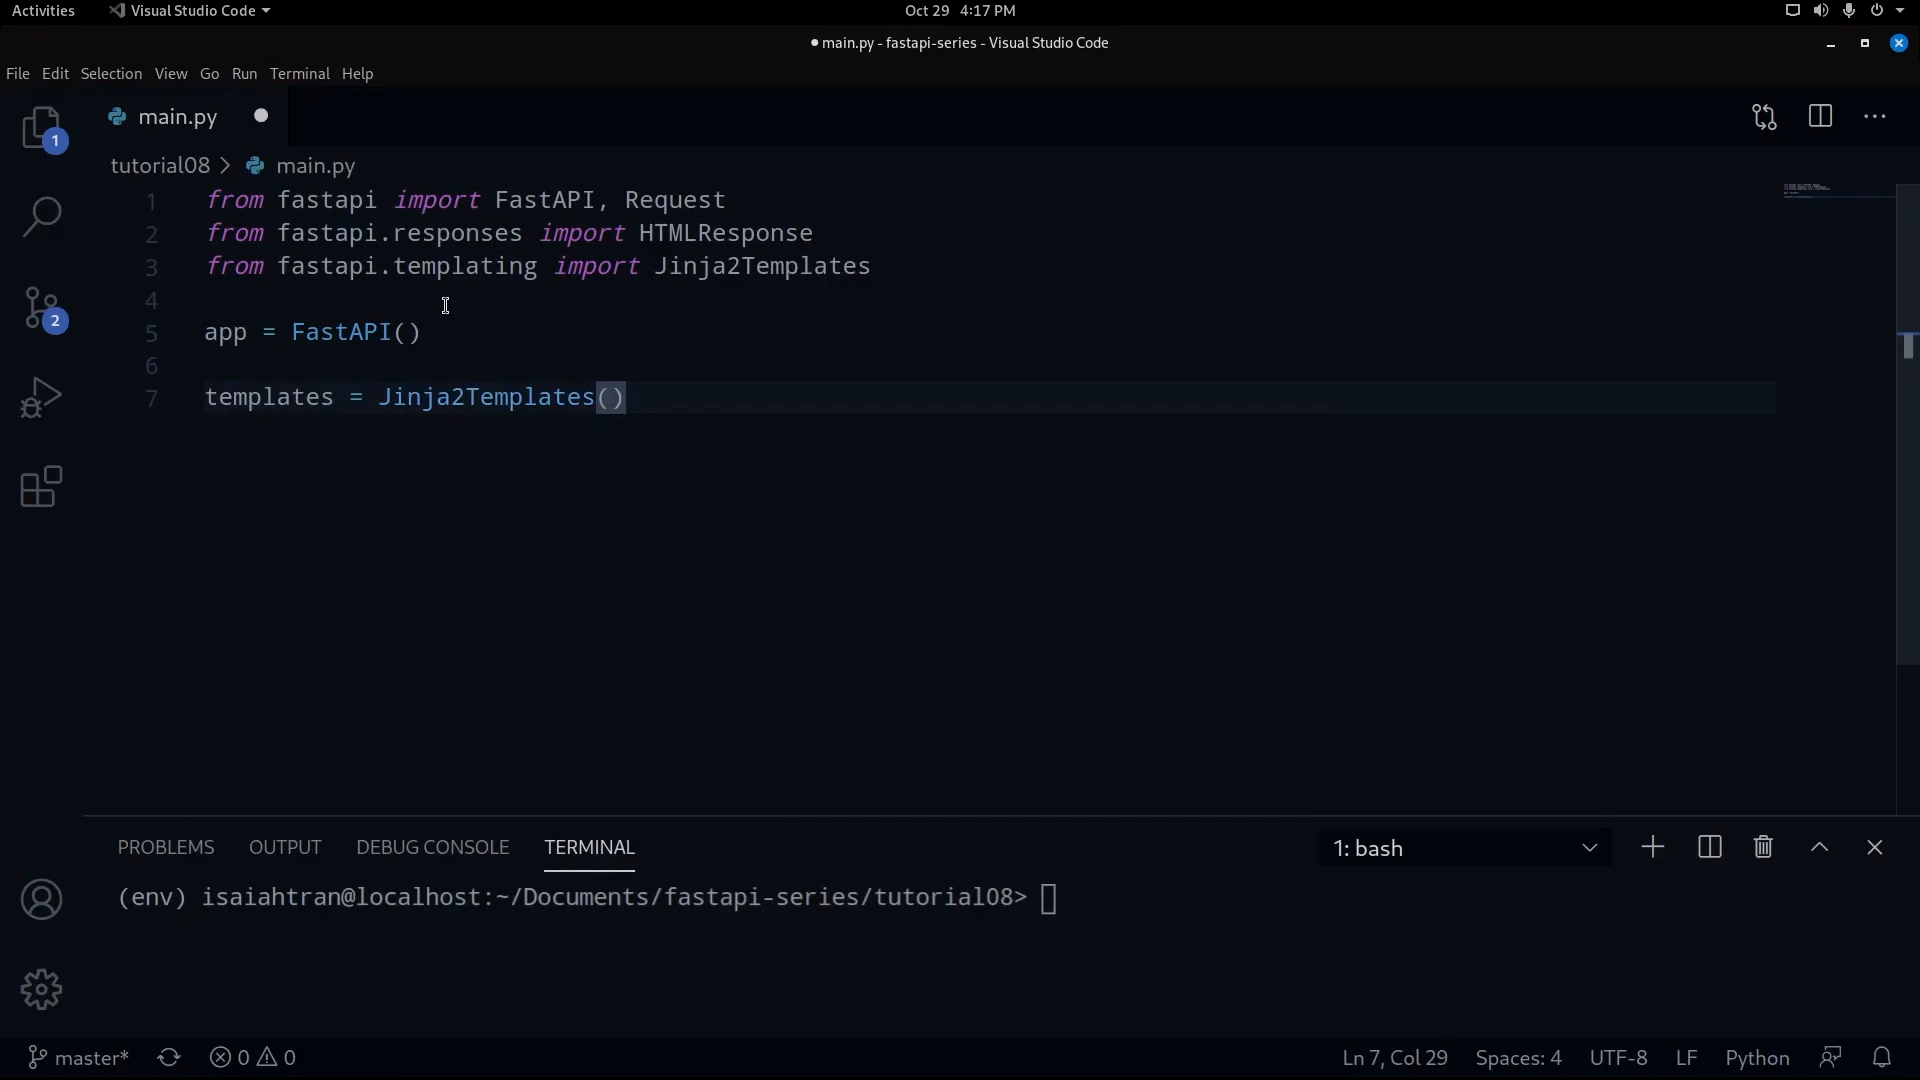 Activities Visual Studio Code Oct 29 4:17 PM
main.py - fastapi-series - Visual Studio Code
File Edit Selection View Go Run Terminal Help
main.py
1
tutorial08 > main.py
1 from fastapi import FastAPI, Request
2 from fastapi.responses import HTMLResponse
3 from fastapi.templating import Jinja2Templates
4
2
5 app = FastAPI()
6
7 templates = Jinja2Templates()
PROBLEMS OUTPUT DEBUG CONSOLE TERMINAL 1: bash
(env) isaiahtran@localhost:~/Documents/fastapi-series/tutorial08>
master* 0 0 Ln 7, Col 29 Spaces: 4 UTF-8 LF Python